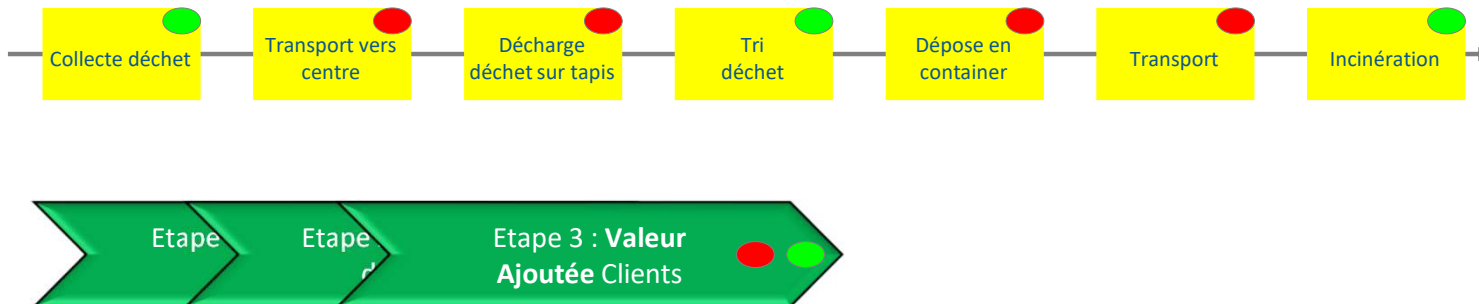 Collecte déchet
Transport vers
centre
Décharge
déchet sur tapis
Tri
déchet
Dépose en
container
Transport
Incinération
Etape
Etape
Etape 3 : Valeur
Ajoutée Clients